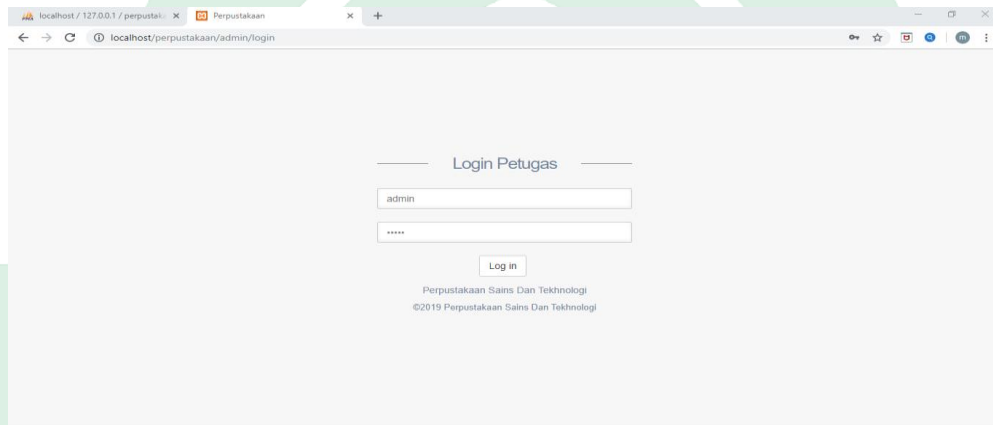 localhost / 127.0.0.1 / perpustaka
Perpustakaan
localhost/perpustakaan/admin/login
m
Login Petugas
admin
•••••
Log in
Perpustakaan Sains Dan Tekhnologi
©2019 Perpustakaan Sains Dan Tekhnologi